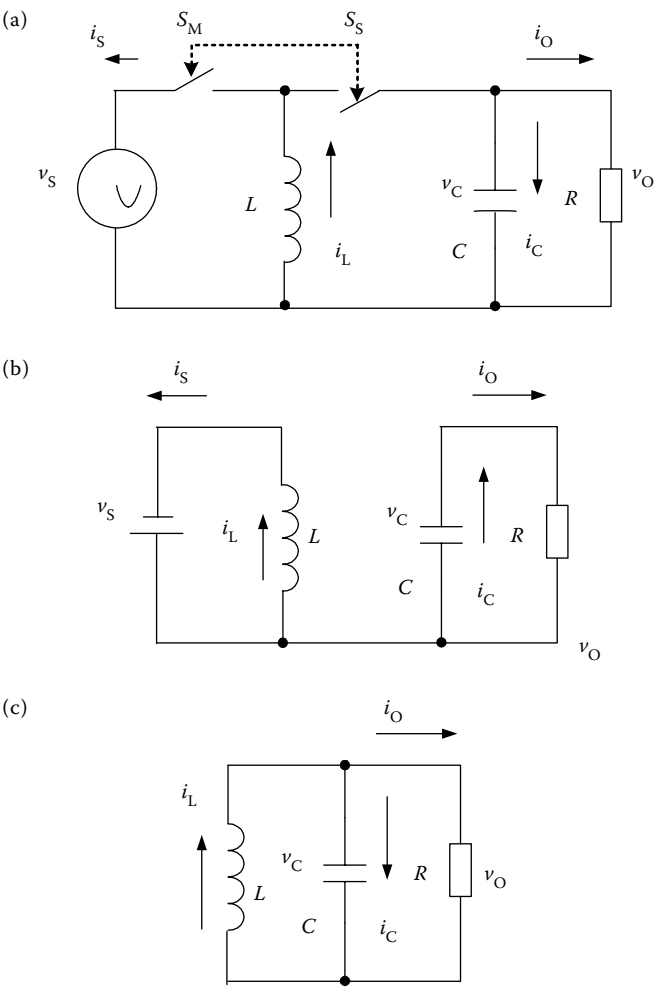 (a)
i_S S_M S_S i_O
v_S L i_L v_C C i_C R v_O
(b)
i_S i_O
v_S i_L L v_C C i_C R
v_O
(c)
i_O
i_L L v_C C i_C R v_O